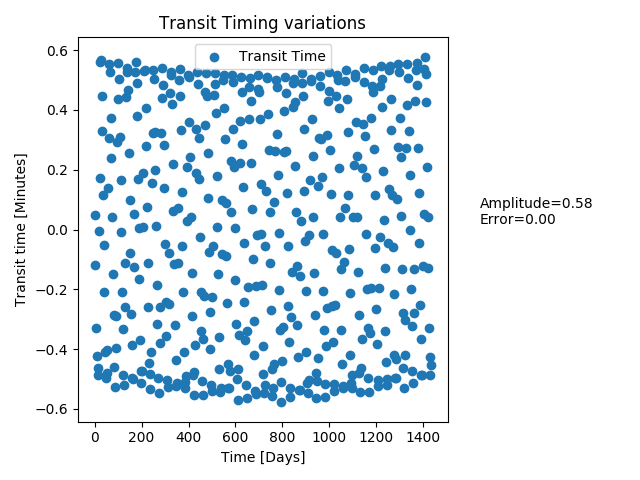 Transit Timing variations
Transit Time
Transit time [Minutes]
0.6
0.4
0.2
0.0
−0.2
−0.4
−0.6
0 200 400 600 800 1000 1200 1400
Time [Days]
Amplitude=0.58
Error=0.00